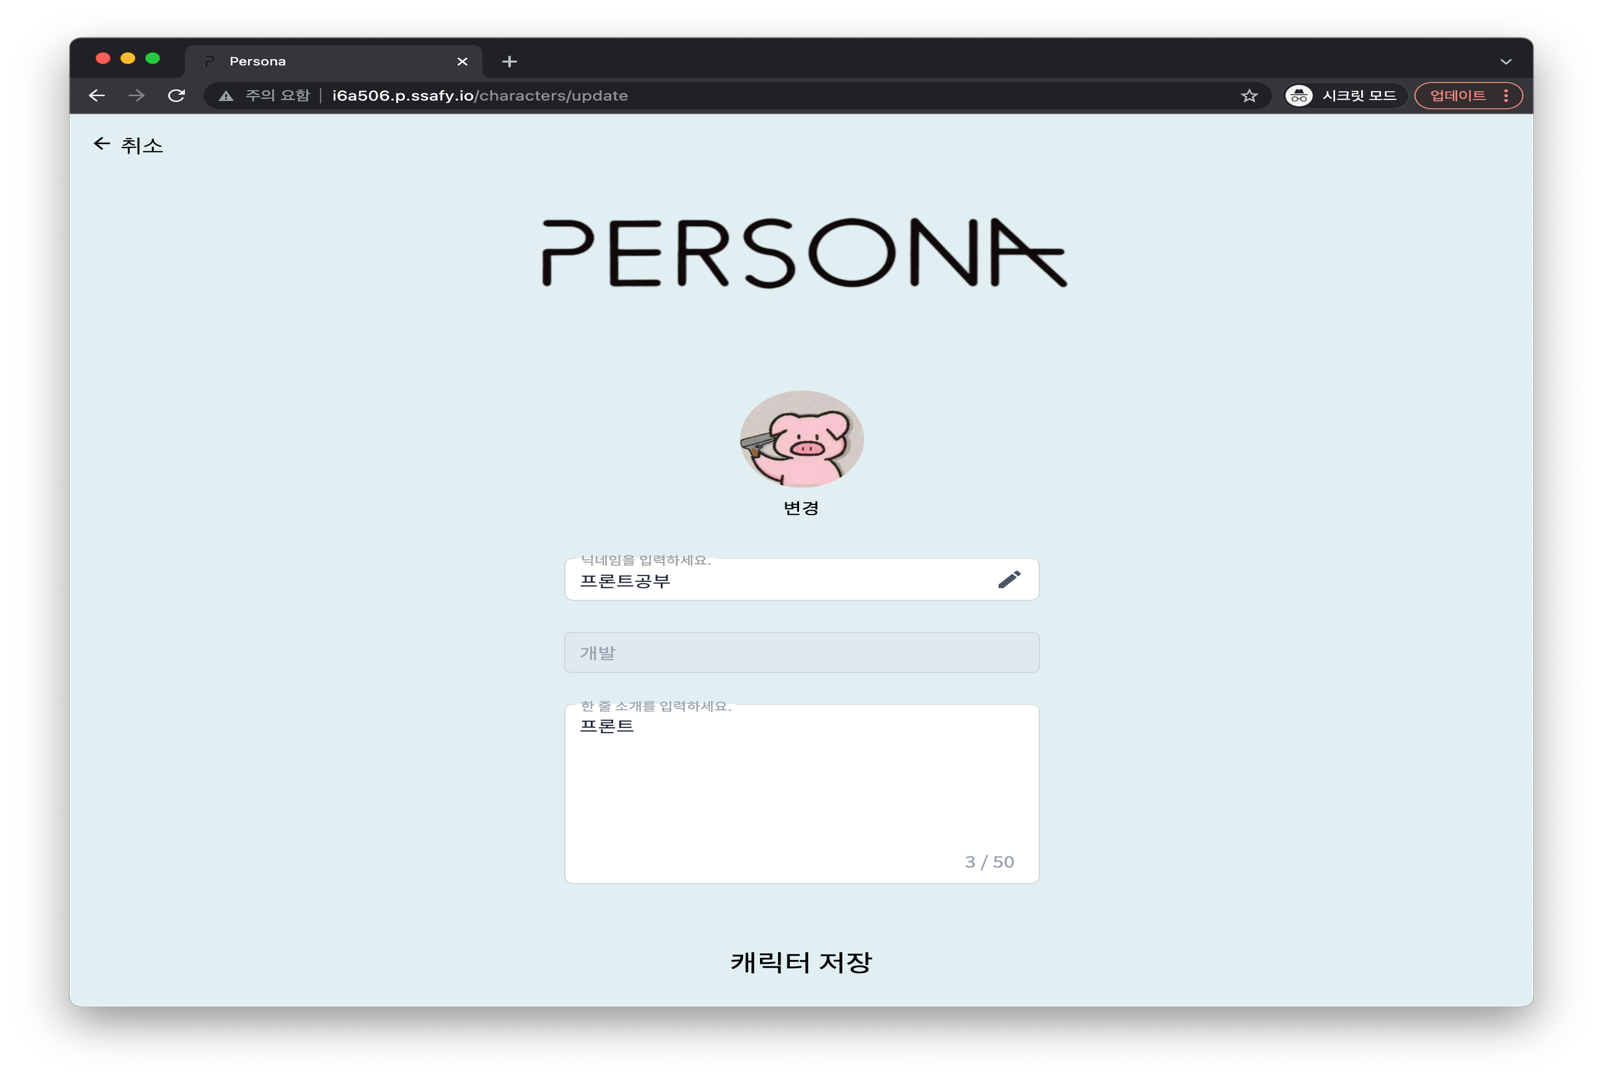 Persona
주의 요함 | i6a506.p.ssafy.io/characters/update
시크릿 모드
업데이트
취소
PERSONA
변경
닉네임을 입력하세요.
프론트공부
개발
한 줄 소개를 입력하세요.
프론트
3 / 50
캐릭터 저장